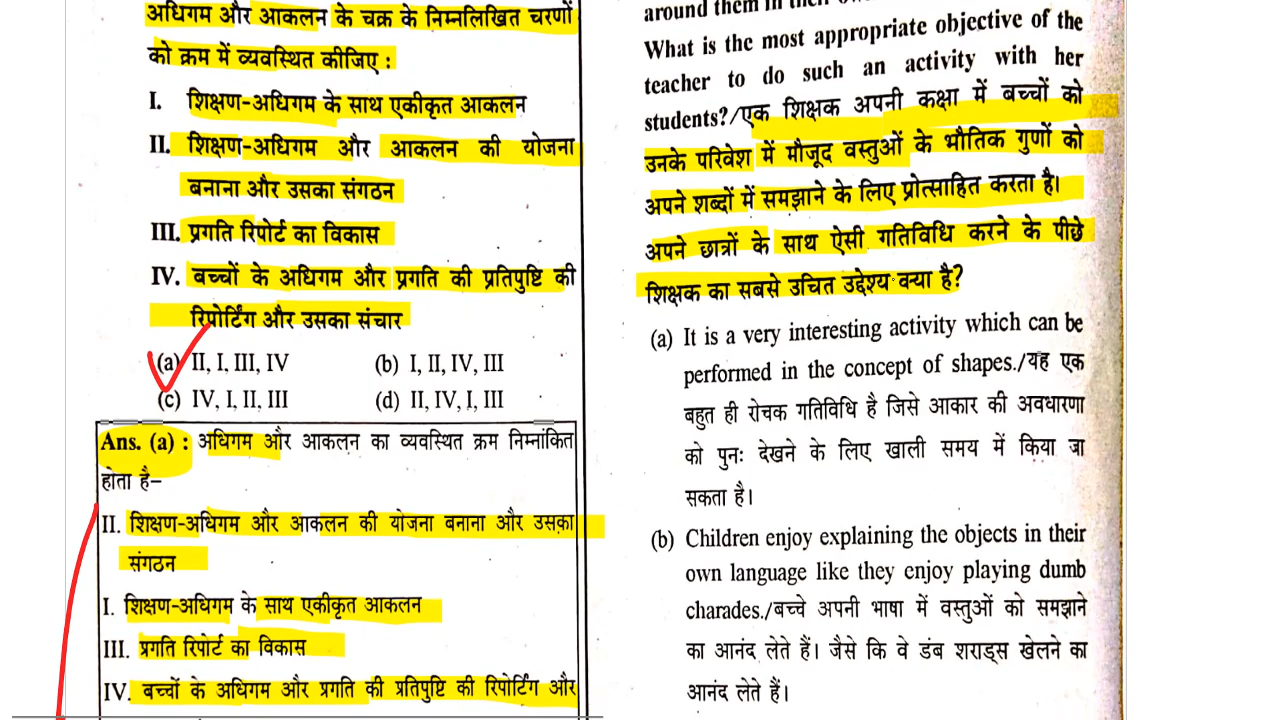 अधिगम और आकलन के चक्र के निम्नलिखित चरणों
को क्रम में व्यवस्थित कीजिए :
I. शिक्षण-अधिगम के साथ एकीकृत आकलन
II. शिक्षण-अधिगम और आकलन की योजना
बनाना और उसका संगठन
III. प्रगति रिपोर्ट का विकास
IV. बच्चों के अधिगम और प्रगति की प्रतिपुष्टि की
रिपोर्टिंग और उसका संचार
(a) II, I, III, IV (b) I, II, IV, III
(c) IV, I, II, III (d) II, IV, I, III
Ans. (a) : अधिगम और आकलन का व्यवस्थित क्रम निम्नांकित
होता है–
II. शिक्षण-अधिगम और आकलन की योजना बनाना और उसका
संगठन
I. शिक्षण-अधिगम के साथ एकीकृत आकलन
III. प्रगति रिपोर्ट का विकास
IV. बच्चों के अधिगम और प्रगति की प्रतिपुष्टि की रिपोर्टिंग और
around them in their
What is the most appropriate objective of the
teacher to do such an activity with her
students?/एक शिक्षक अपनी कक्षा में बच्चों को
उनके परिवेश में मौजूद वस्तुओं के भौतिक गुणों को
अपने शब्दों में समझाने के लिए प्रोत्साहित करता है।
अपने छात्रों के साथ ऐसी गतिविधि करने के पीछे
शिक्षक का सबसे उचित उद्देश्य क्या है?
(a) It is a very interesting activity which can be
performed in the concept of shapes./यह एक
बहुत ही रोचक गतिविधि है जिसे आकार की अवधारणा
को पुनः देखने के लिए खाली समय में किया जा
सकता है।
(b) Children enjoy explaining the objects in their
own language like they enjoy playing dumb
charades./बच्चे अपनी भाषा में वस्तुओं को समझाने
का आनंद लेते हैं। जैसे कि वे डंब शराड्स खेलने का
आनंद लेते हैं।